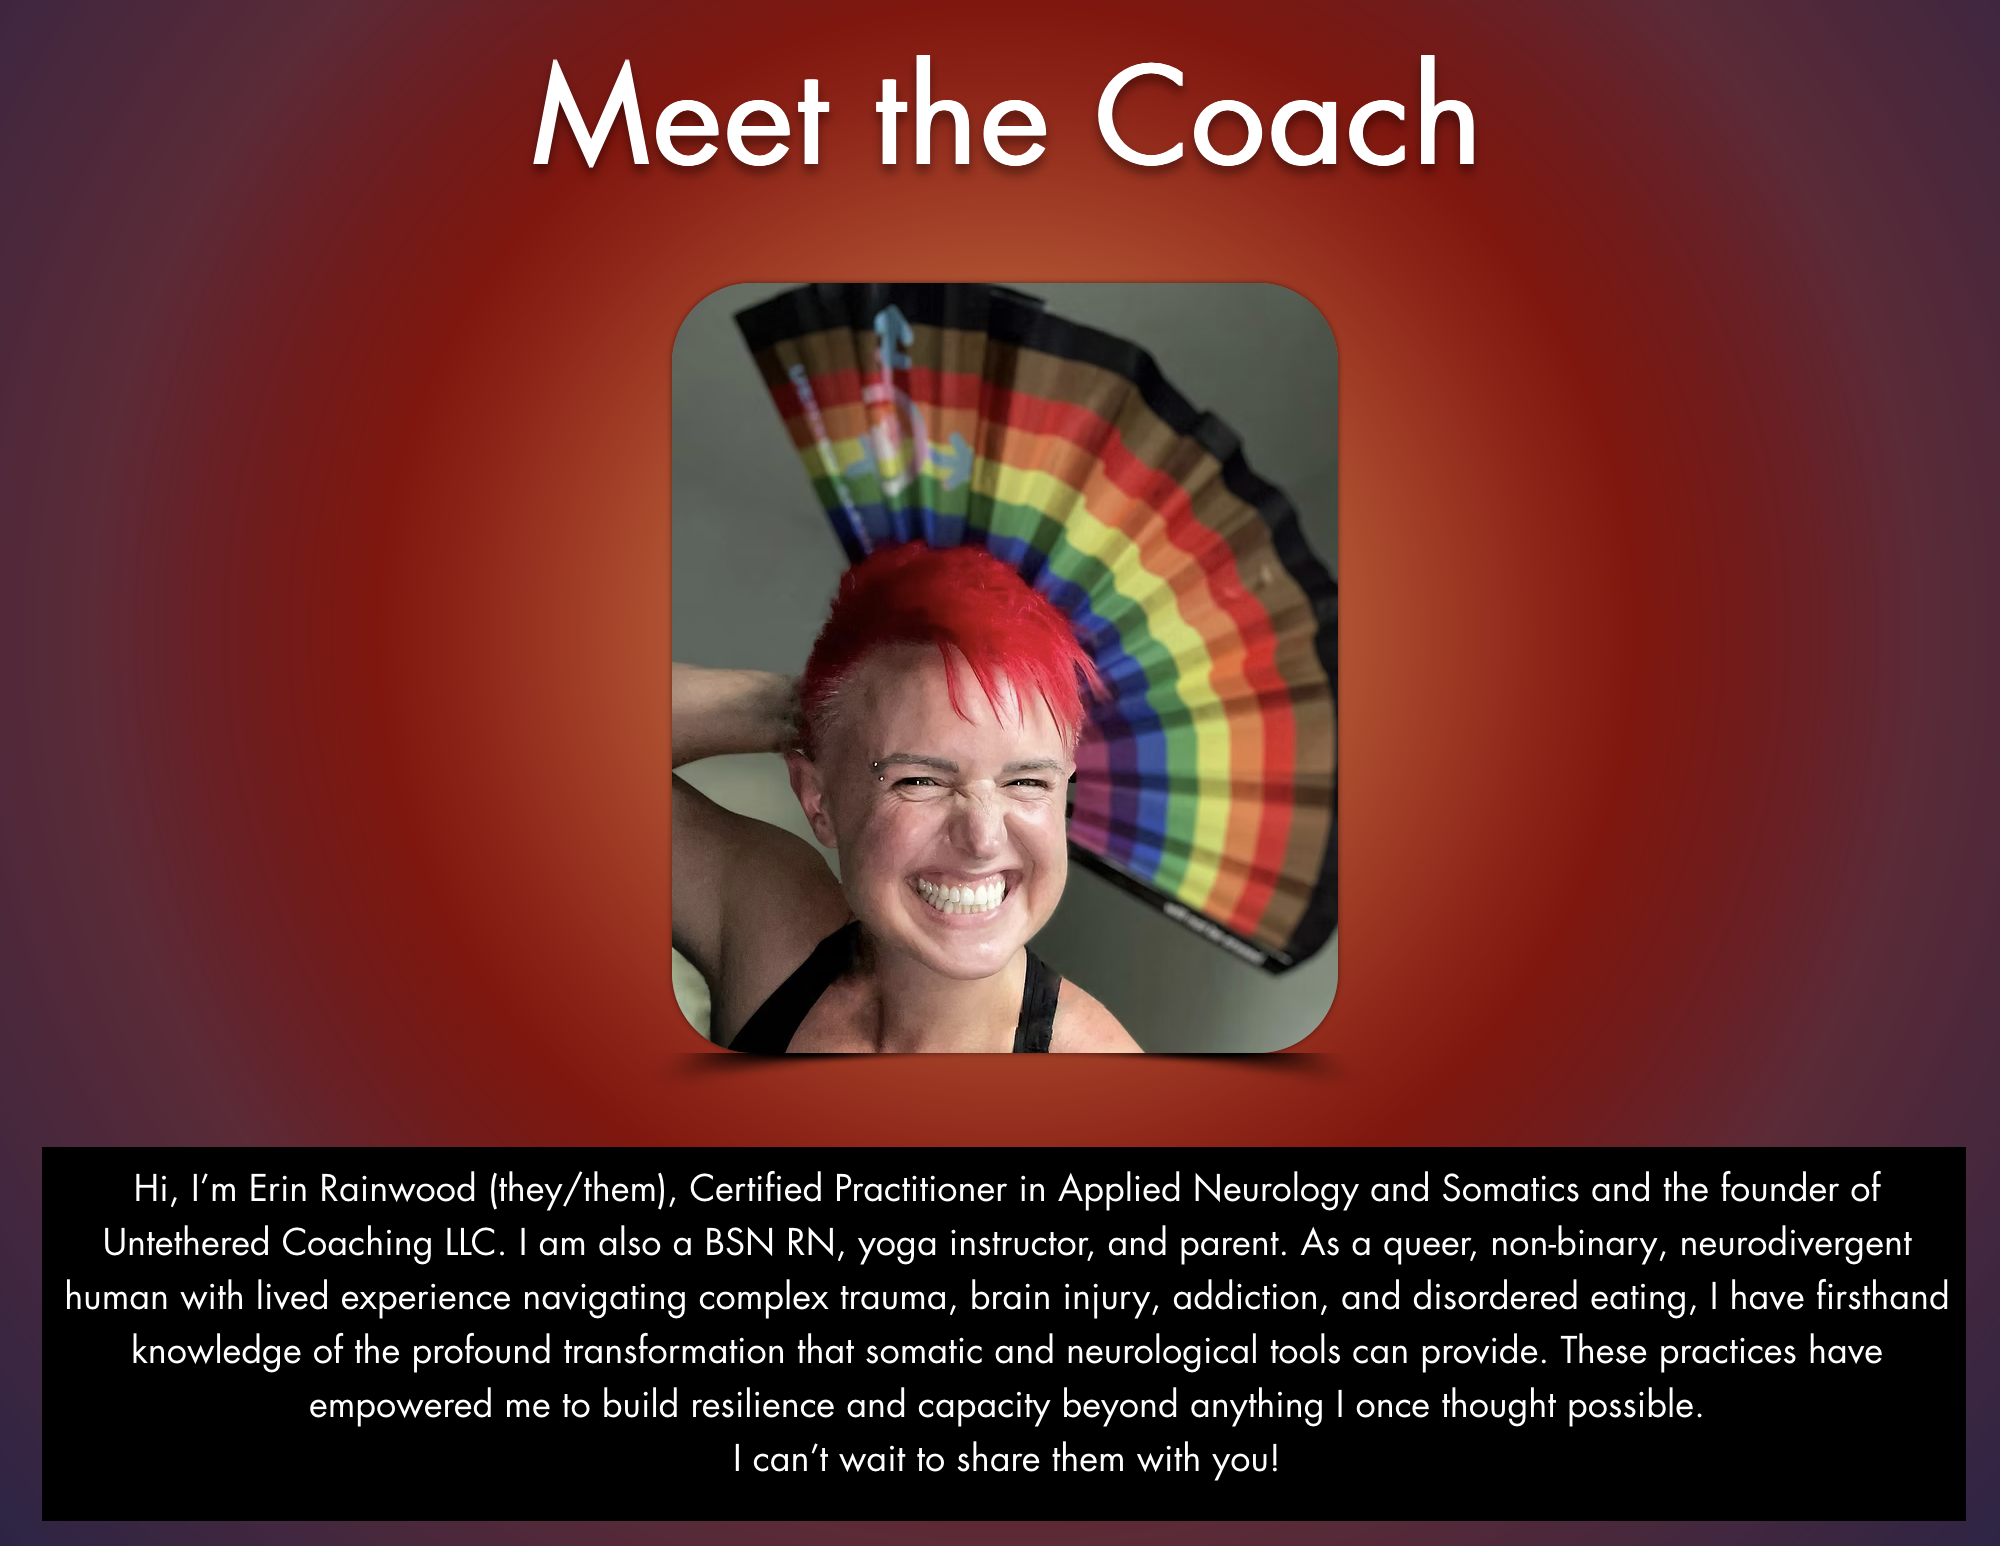 Meet the Coach
Hi, I’m Erin Rainwood (they/them), Certified Practitioner in Applied Neurology and Somatics and the founder of
Untethered Coaching LLC. I am also a BSN RN, yoga instructor, and parent. As a queer, non-binary, neurodivergent
human with lived experience navigating complex trauma, brain injury, addiction, and disordered eating, I have firsthand
knowledge of the profound transformation that somatic and neurological tools can provide. These practices have
empowered me to build resilience and capacity beyond anything I once thought possible.
I can’t wait to share them with you!